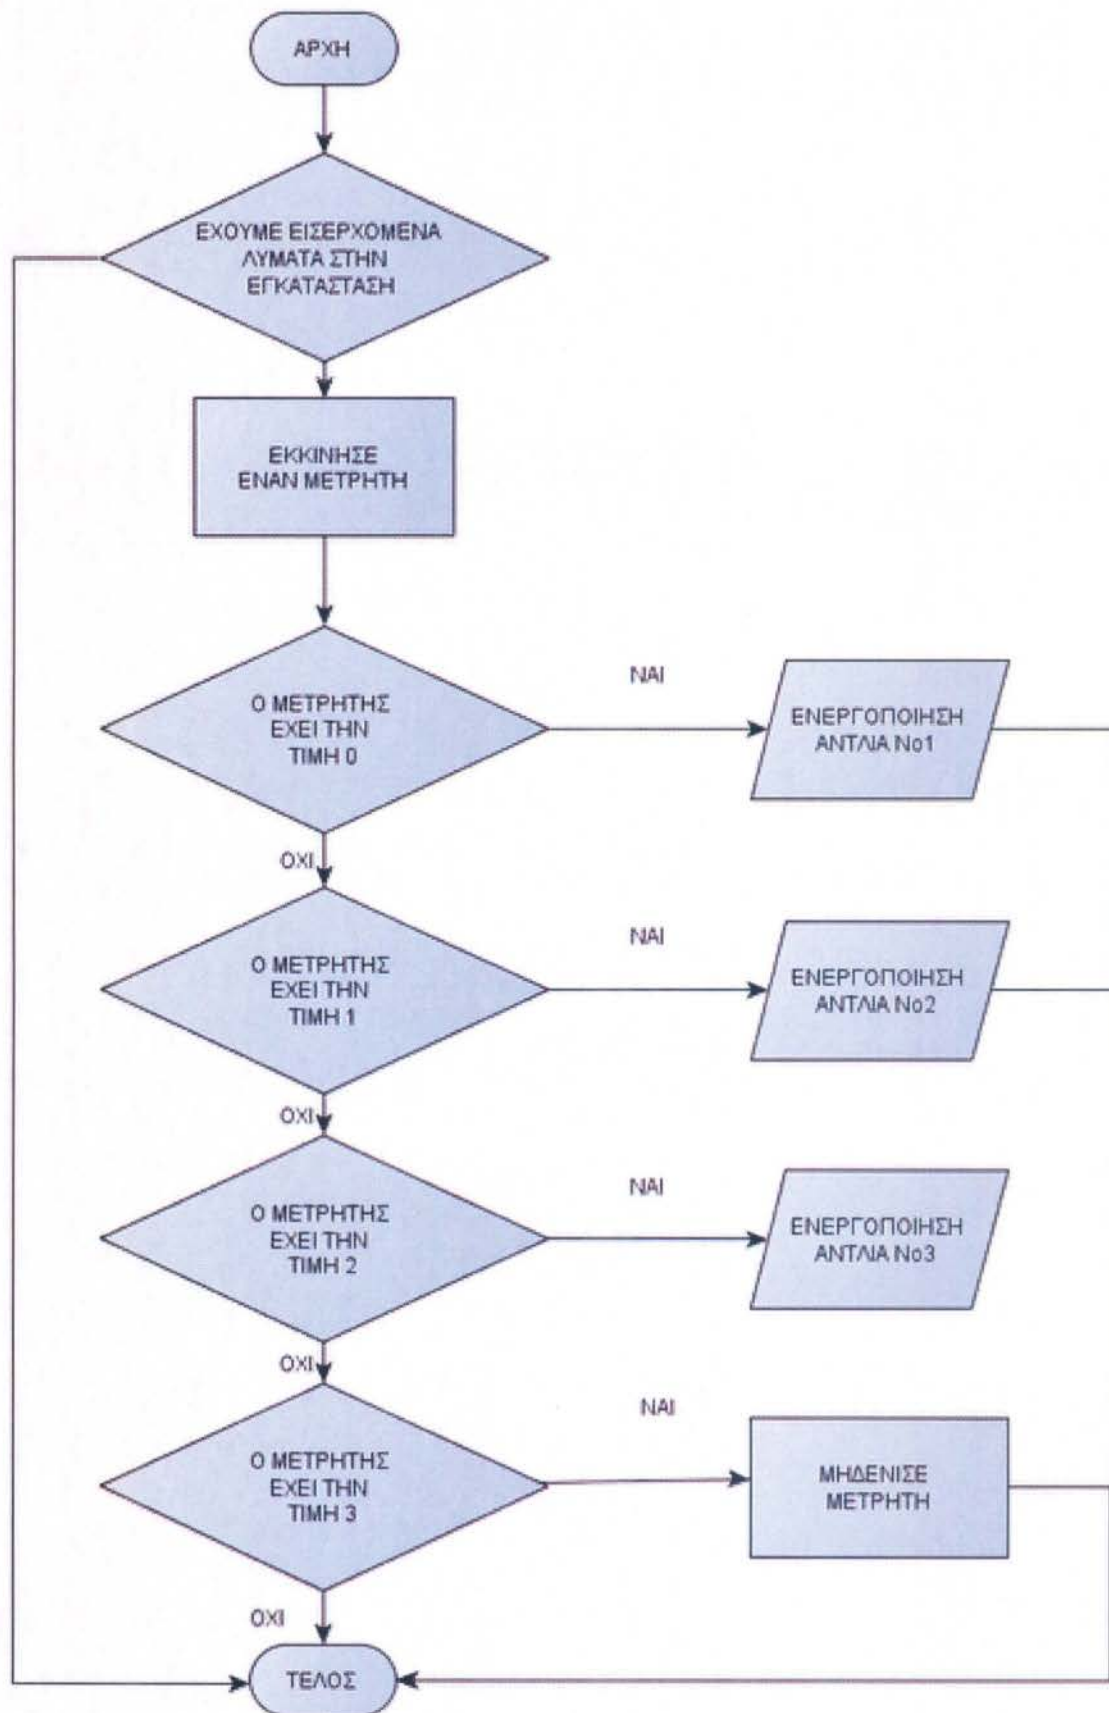 ΑΡΧΗ
ΕΧΟΥΜΕ ΕΙΣΕΡΧΟΜΕΝΑ
ΛΥΜΑΤΑ ΣΤΗΝ
ΕΓΚΑΤΑΣΤΑΣΗ
ΕΚΚΙΝΗΣΕ
ΕΝΑΝ ΜΕΤΡΗΤΗ
Ο ΜΕΤΡΗΤΗΣ
ΕΧΕΙ ΤΗΝ
ΤΙΜΗ 0
ΝΑΙ
ΕΝΕΡΓΟΠΟΙΗΣΗ
ΑΝΤΛΙΑ Νο1
ΟΧΙ
Ο ΜΕΤΡΗΤΗΣ
ΕΧΕΙ ΤΗΝ
ΤΙΜΗ 1
ΝΑΙ
ΕΝΕΡΓΟΠΟΙΗΣΗ
ΑΝΤΛΙΑ Νο2
ΟΧΙ
Ο ΜΕΤΡΗΤΗΣ
ΕΧΕΙ ΤΗΝ
ΤΙΜΗ 2
ΝΑΙ
ΕΝΕΡΓΟΠΟΙΗΣΗ
ΑΝΤΛΙΑ Νο3
ΟΧΙ
Ο ΜΕΤΡΗΤΗΣ
ΕΧΕΙ ΤΗΝ
ΤΙΜΗ 3
ΝΑΙ
ΜΗΔΕΝΙΣΕ
ΜΕΤΡΗΤΗ
ΟΧΙ
ΤΕΛΟΣ